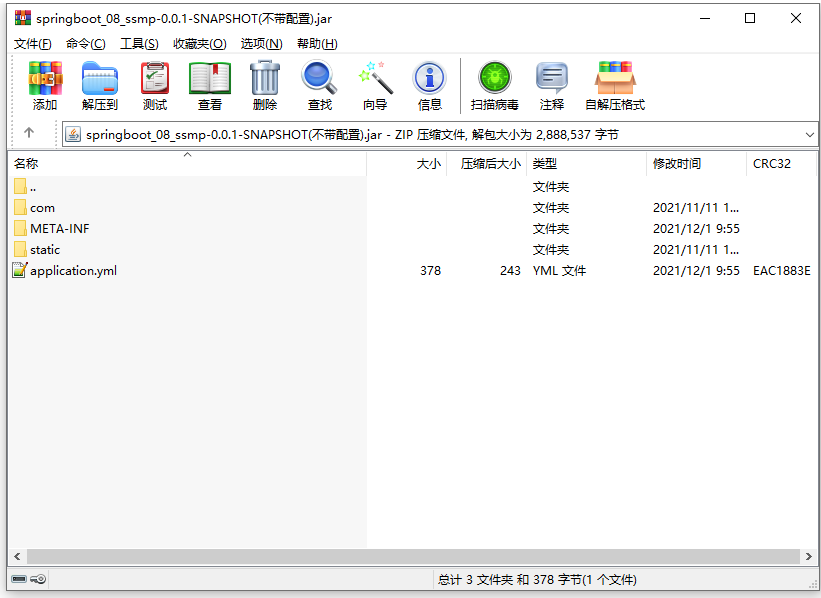 springboot_08_ssmp-0.0.1-SNAPSHOT(不带配置).jar
文件(F) 命令(C) 工具(S) 收藏夹(O) 选项(N) 帮助(H)
添加 解压到 测试 查看 删除 查找 向导 信息 扫描病毒 注释 自解压格式
springboot_08_ssmp-0.0.1-SNAPSHOT(不带配置).jar - ZIP 压缩文件, 解包大小为 2,888,537 字节
名称 大小 压缩后大小 类型 修改时间 CRC32
.. 文件夹
com 文件夹 2021/11/11 1...
META-INF 文件夹 2021/12/1 9:55
static 文件夹 2021/11/11 1...
application.yml 378 243 YML 文件 2021/12/1 9:55 EAC1883E
总计 3 文件夹 和 378 字节(1 个文件)